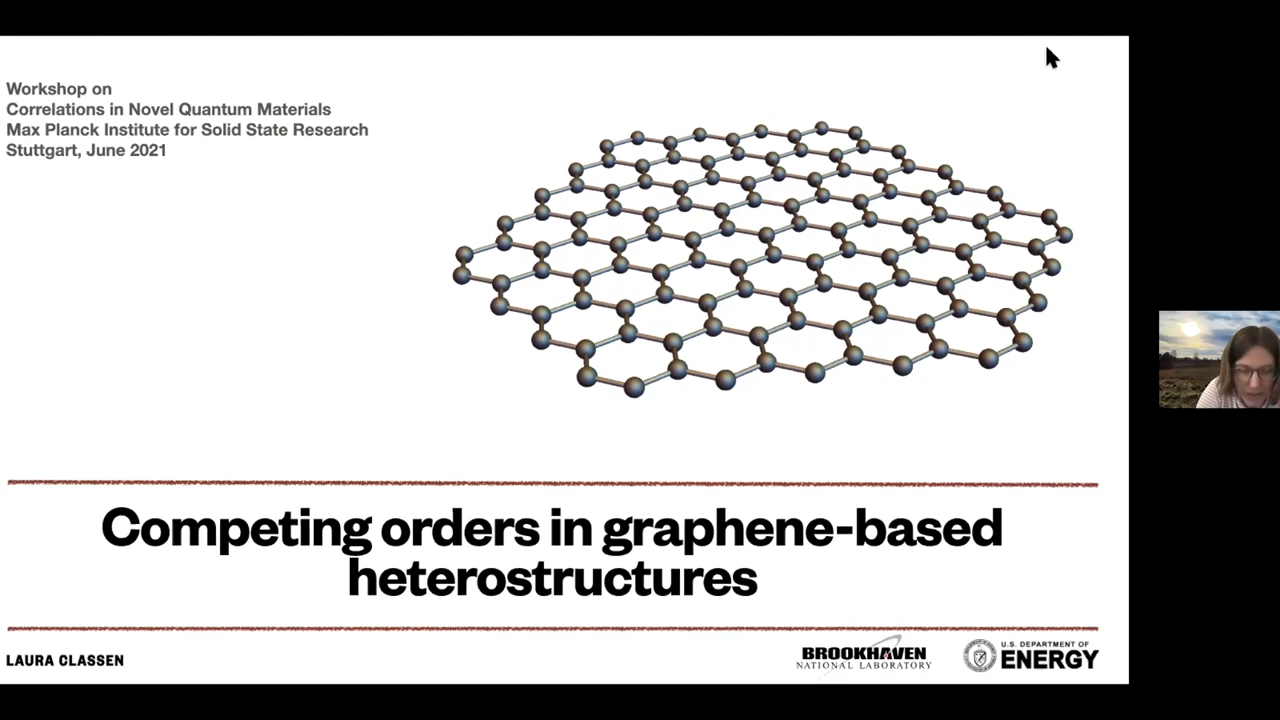 Workshop on
Correlations in Novel Quantum Materials
Max Planck Institute for Solid State Research
Stuttgart, June 2021
Competing orders in graphene-based
heterostructures
LAURA CLASSEN
BROOKHAVEN
NATIONAL LABORATORY
U.S. DEPARTMENT OF
ENERGY